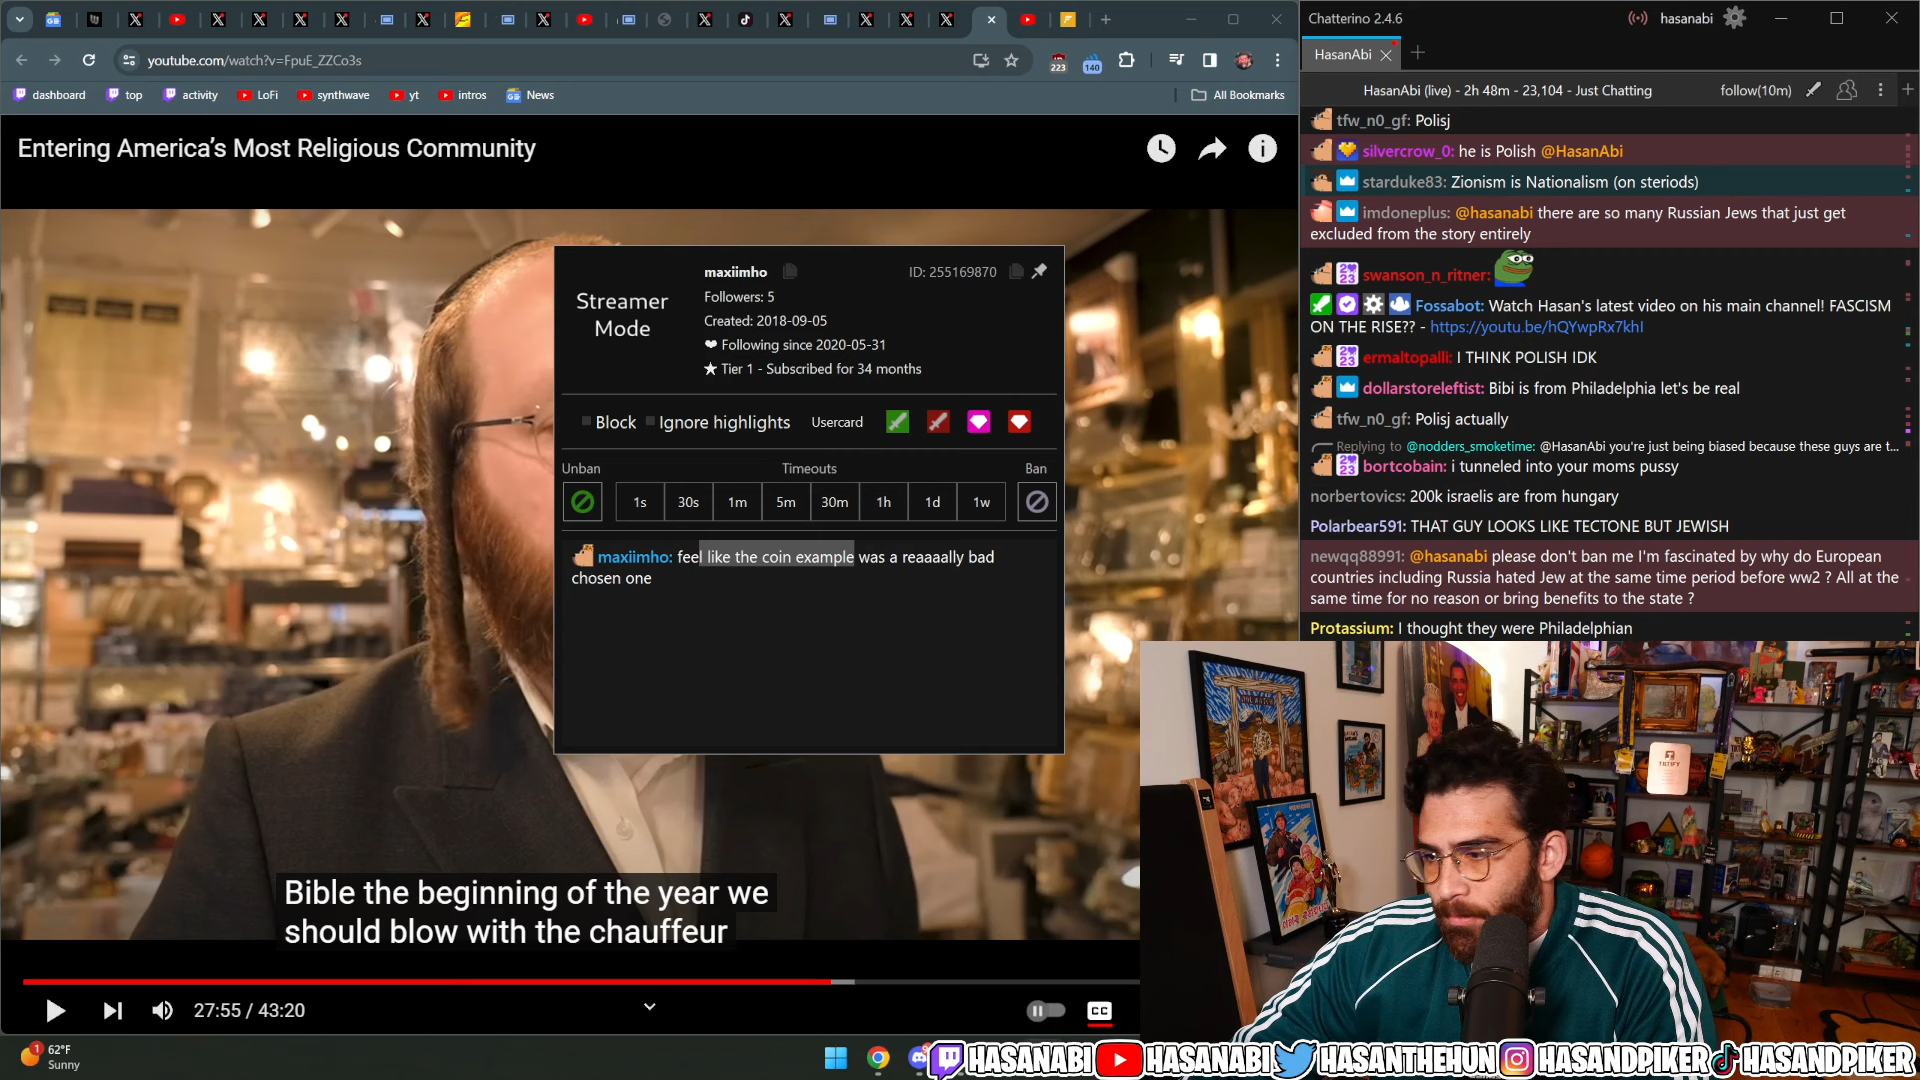 youtube.com/watch?v=FpuE_ZZCo3s
223
140
dashboard
top
activity
LoFi
synthwave
yt
intros
News
All Bookmarks
Entering America's Most Religious Community
Streamer
Mode
maxiimho
ID: 255169870
Followers: 5
Created: 2018-09-05
Following since 2020-05-31
Tier 1 - Subscribed for 34 months
Block
Ignore highlights
Usercard
Unban
Timeouts
Ban
1s
30s
1m
5m
30m
1h
1d
1w
maxiimho: feel like the coin example was a reaaaally bad
chosen one
Bible the beginning of the year we
should blow with the chauffeur
27:55 / 43:20
CC
1
62°F
Sunny
Chatterino 2.4.6
hasanabi
HasanAbi
HasanAbi (live) - 2h 48m - 23,104 - Just Chatting
follow(10m)
tfw_n0_gf: Polisj
silvercrow_0: he is Polish @HasanAbi
starduke83: Zionism is Nationalism (on steriods)
imdoneplus: @hasanabi there are so many Russian Jews that just get
excluded from the story entirely
swanson_n_ritner:
Fossabot: Watch Hasan's latest video on his main channel! FASCISM
ON THE RISE?? - https://youtu.be/hQYwpRx7khI
ermaltopalli: I THINK POLISH IDK
dollarstoreleftist: Bibi is from Philadelphia let's be real
tfw_n0_gf: Polisj actually
Replying to @nodders_smoketime: @HasanAbi you're just being biased because these guys are t...
bortcobain: i tunneled into your moms pussy
norbertovics: 200k israelis are from hungary
Polarbear591: THAT GUY LOOKS LIKE TECTONE BUT JEWISH
newqq88991: @hasanabi please don't ban me I'm fascinated by why do European
countries including Russia hated Jew at the same time period before ww2 ? All at the
same time for no reason or bring benefits to the state ?
Protassium: I thought they were Philadelphian
TILTIFY
HASANABI
HASANABI
HASANTHEHUN
HASANDPIKER
HASANDPIKER